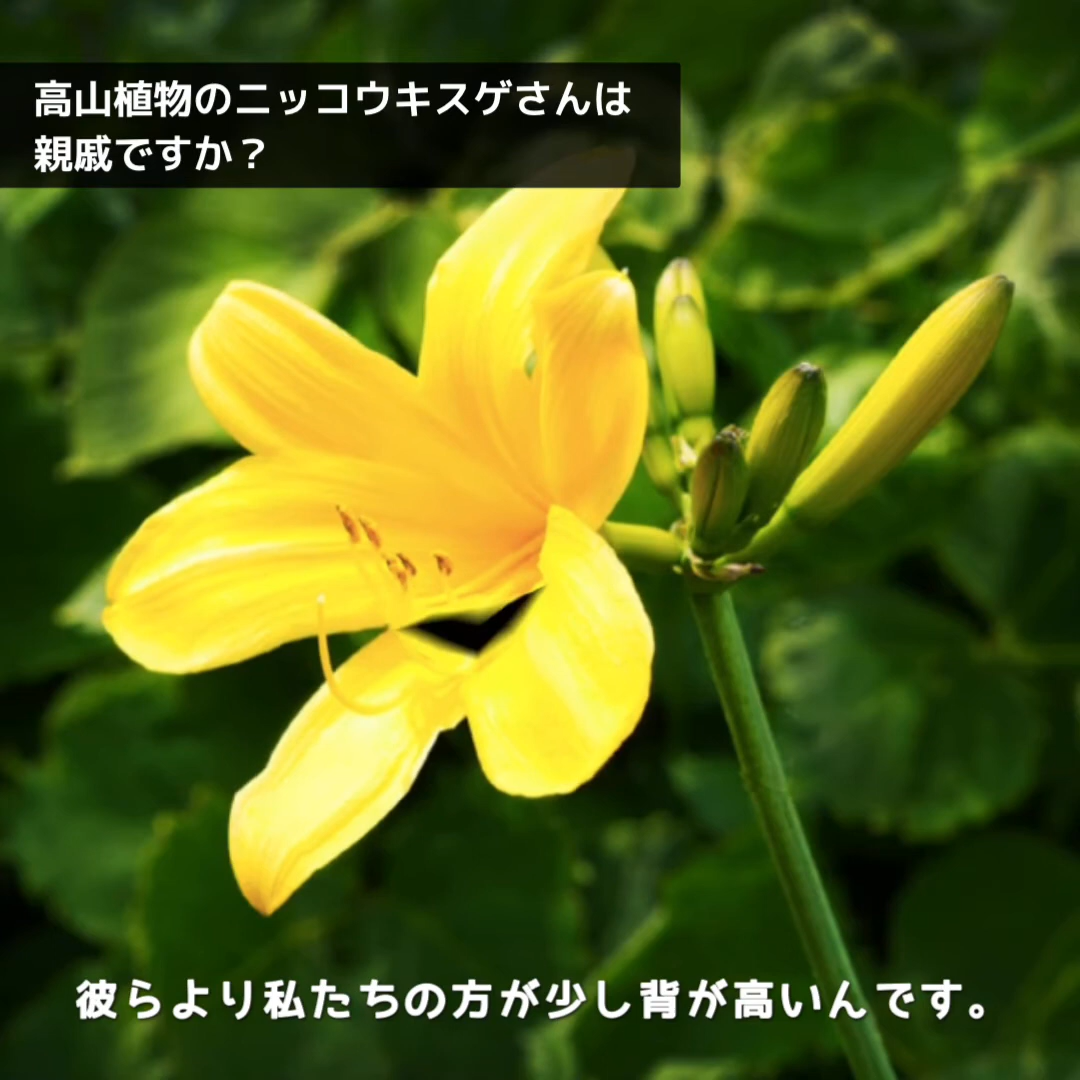 高山植物のニッコウキスゲさんは
親戚ですか？
彼らより私たちの方が少し背が高いんです。